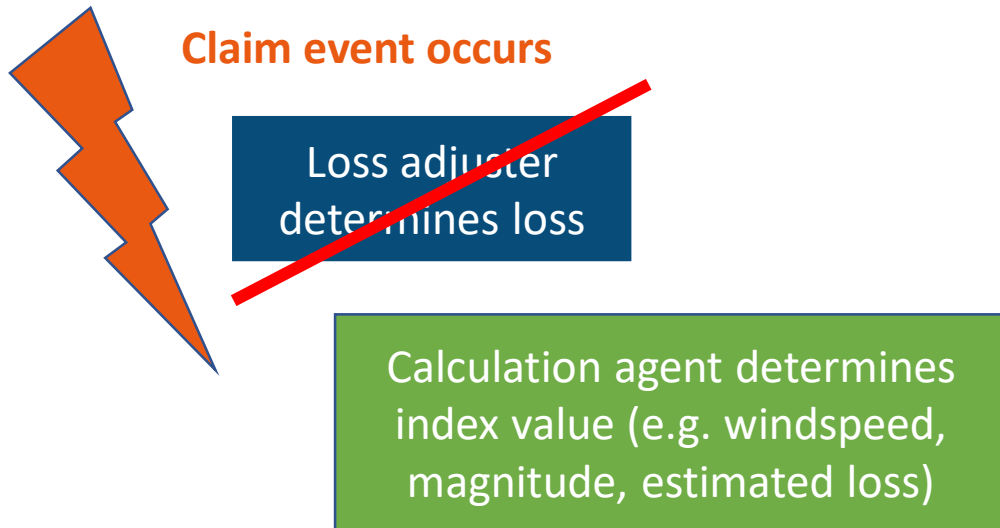 Claim event occurs
Loss adjuster
determines loss
Calculation agent determines
index value (e.g. windspeed,
magnitude, estimated loss)